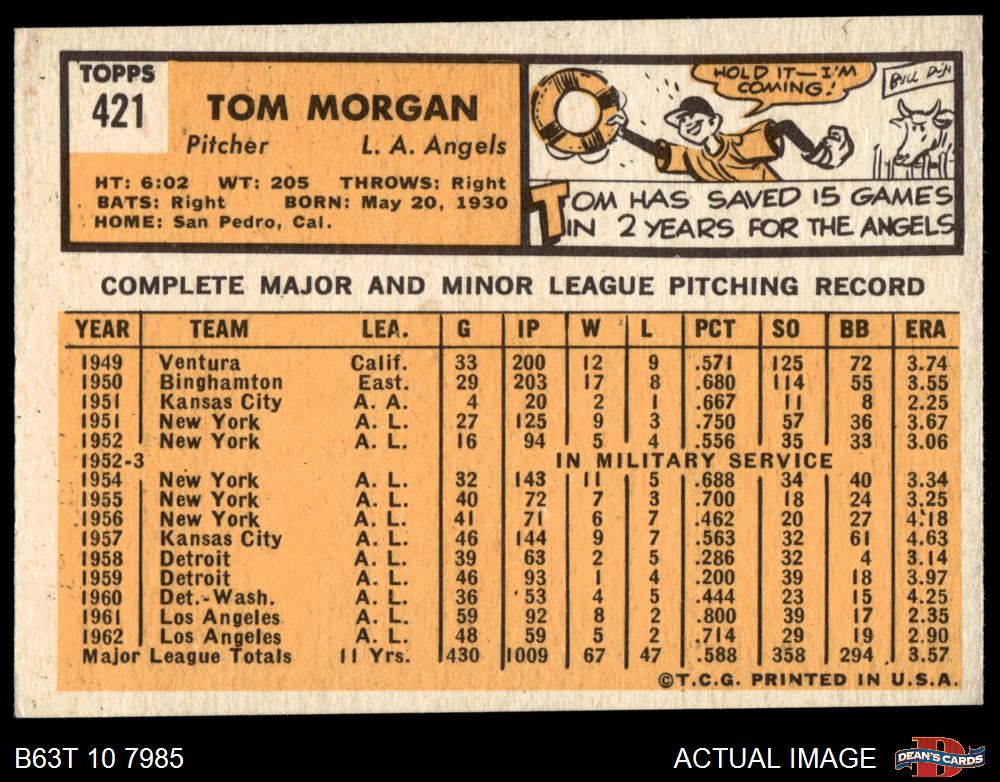 TOPPS
421
TOM MORGAN
Pitcher L. A. Angels
HT: 6:02 WT: 205 THROWS: Right
BATS: Right BORN: May 20, 1930
HOME: San Pedro, Cal.
HOLD IT—I'M
COMING!
TOM HAS SAVED 15 GAMES
IN 2 YEARS FOR THE ANGELS
COMPLETE MAJOR AND MINOR LEAGUE PITCHING RECORD
YEAR TEAM LEA. G IP W L PCT SO BB ERA
1949 Ventura Calif. 33 200 12 9 .571 125 72 3.74
1950 Binghamton East. 29 203 17 8 .680 114 55 3.55
1951 Kansas City A. A. 4 20 2 1 .667 11 8 2.25
1951 New York A. L. 27 125 9 3 .750 57 36 3.67
1952 New York A. L. 16 94 5 4 .556 35 33 3.06
1952-3 IN MILITARY SERVICE
1954 New York A. L. 32 143 11 5 .688 34 40 3.34
1955 New York A. L. 40 72 7 3 .700 18 24 3.25
1956 New York A. L. 41 71 6 7 .462 20 27 4.18
1957 Kansas City A. L. 46 144 9 7 .563 32 61 4.63
1958 Detroit A. L. 39 63 2 5 .286 32 4 3.14
1959 Detroit A. L. 46 93 1 4 .200 39 18 3.97
1960 Det.-Wash. A. L. 36 53 4 5 .444 23 15 4.25
1961 Los Angeles A. L. 59 92 8 2 .800 39 17 2.35
1962 Los Angeles A. L. 48 59 5 2 .714 29 19 2.90
Major League Totals 11 Yrs. 430 1009 67 47 .588 358 294 3.57
©T.C.G. PRINTED IN U.S.A.
B63T 10 7985 ACTUAL IMAGE
D
DEAN'S CARDS